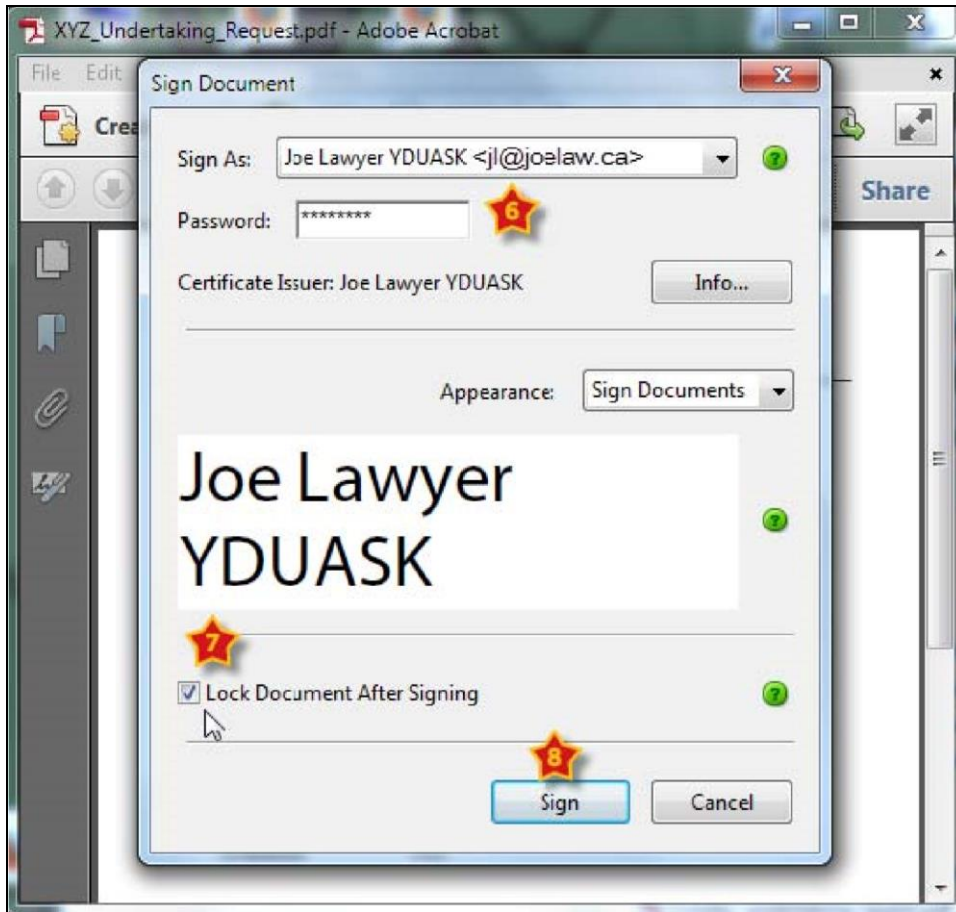 XYZ_Undertaking_Request.pdf - Adobe Acrobat
File Edit
Sign Document
Crea
Sign As: Joe Lawyer YDUASK <jl@joelaw.ca>
Share
6
Password: ********
Certificate Issuer: Joe Lawyer YDUASK Info...
Appearance: Sign Documents
Joe Lawyer
YDUASK
7
Lock Document After Signing
8
Sign Cancel